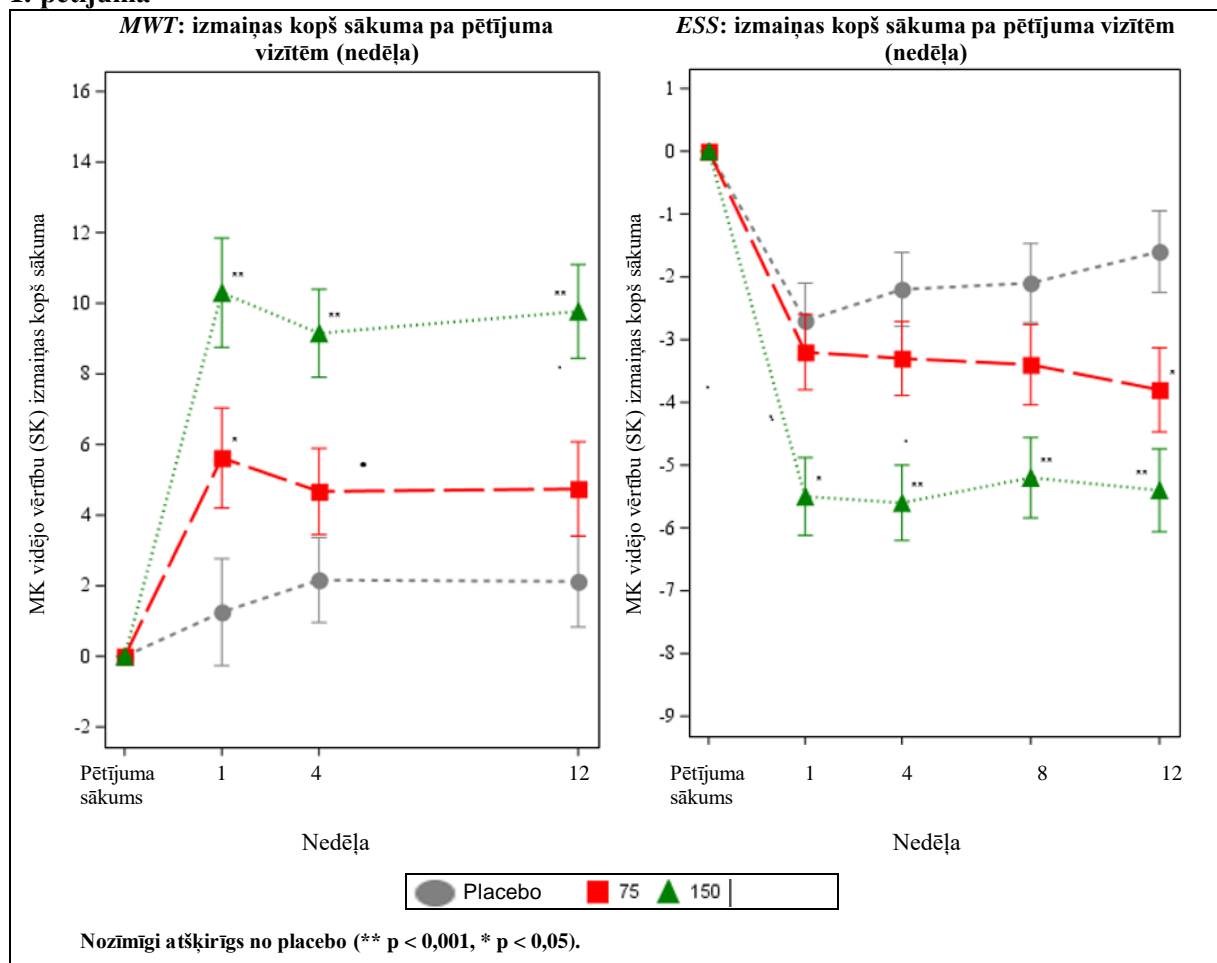 1. pētījumā
MWT: izmaiņas kopš sākuma pa pētījuma
vizītēm (nedēļa)
MK vidējo vērtību (SK) izmaiņas kopš sākuma
16
14
12
10
8
6
4
2
0
-2
**
**
**
*
Pētījuma
sākums
1
4
12
Nedēļa
ESS: izmaiņas kopš sākuma pa pētījuma vizītēm
(nedēļa)
MK vidējo vērtību (SK) izmaiņas kopš sākuma
1
0
-1
-2
-3
-4
-5
-6
-7
-8
-9
*
*
**
**
**
Pētījuma
sākums
1
4
8
12
Nedēļa
Placebo 75 150
Nozīmīgi atšķirīgs no placebo (** p < 0,001, * p < 0,05).